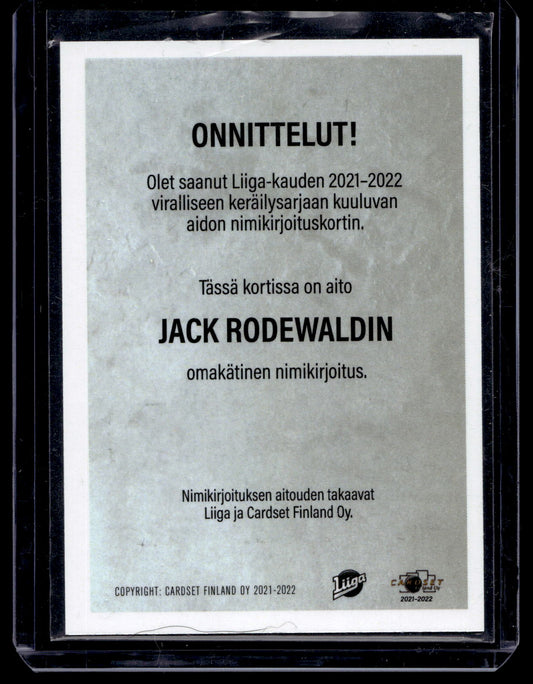 ONNITTELUT!
Olet saanut Liiga-kauden 2021–2022
viralliseen keräilysarjaan kuuluvan
aidon nimikirjoituskortin.
Tässä kortissa on aito
JACK RODEWALDIN
omakätinen nimikirjoitus.
Nimikirjoituksen aitouden takaavat
Liiga ja Cardset Finland Oy.
COPYRIGHT: CARDSET FINLAND OY 2021-2022
Liiga
CARDSET
2021-2022